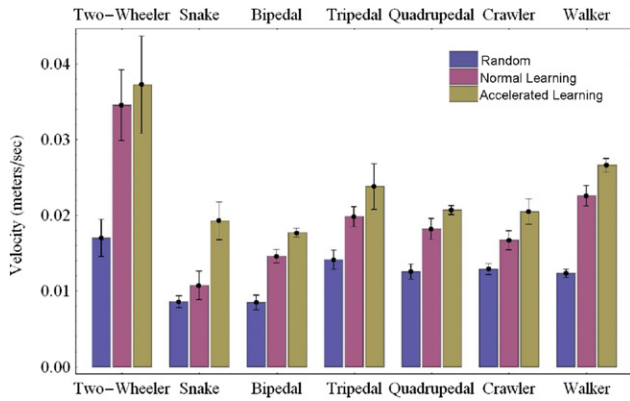 Two-Wheeler Snake Bipedal Tripedal Quadrupedal Crawler Walker
0.04
0.03
0.02
0.01
0.00
Velocity (meters/sec)
Random
Normal Learning
Accelerated Learning
Two-Wheeler Snake Bipedal Tripedal Quadrupedal Crawler Walker